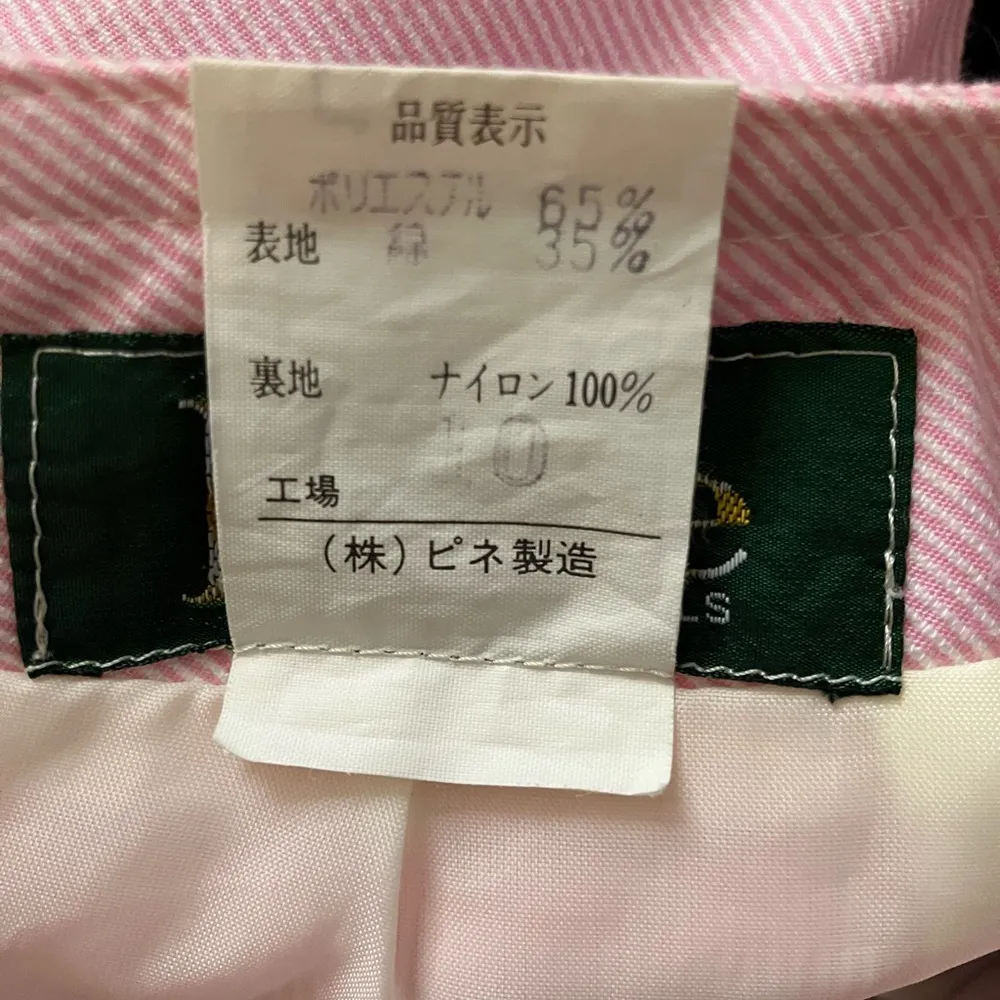 品質表示
ポリエステル 65%
表地 綿 35%
裏地 ナイロン 100%
工場
(株)ピネ製造
LS